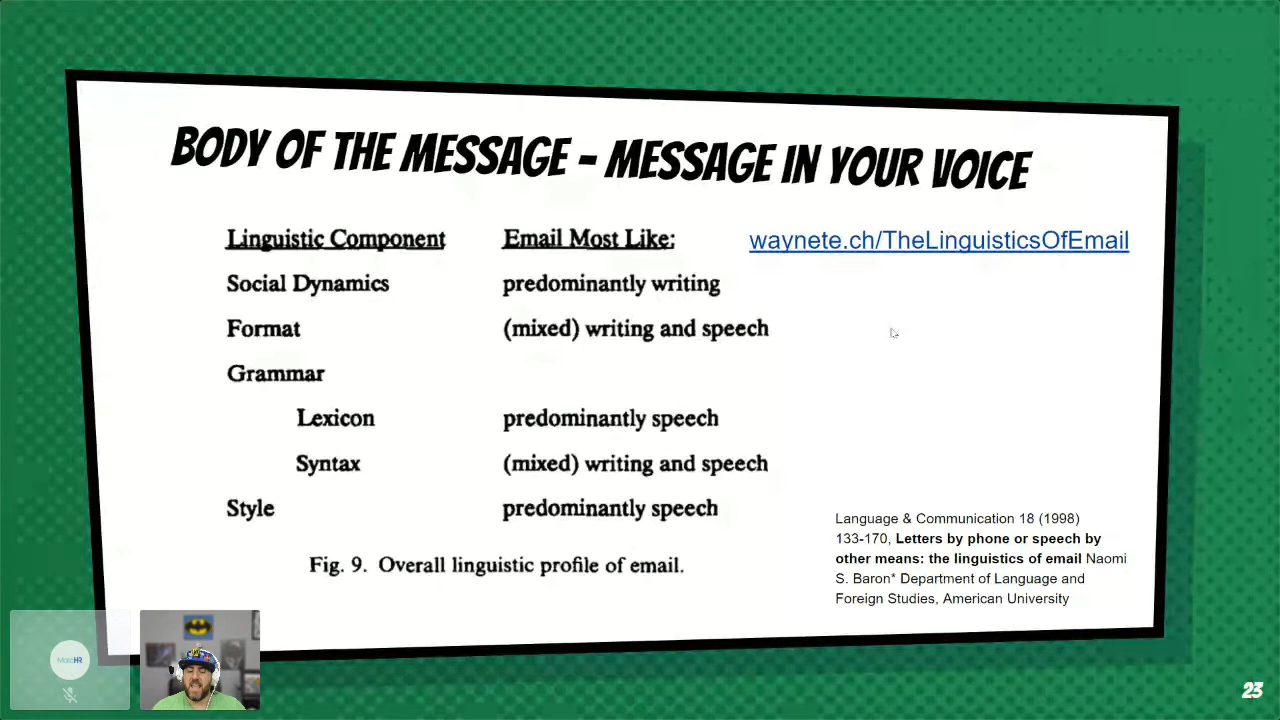 BODY OF THE MESSAGE - MESSAGE IN YOUR VOICE
Linguistic Component Email Most Like: waynete.ch/TheLinguisticsOfEmail
Social Dynamics predominantly writing
Format (mixed) writing and speech
Grammar
Lexicon predominantly speech
Syntax (mixed) writing and speech
Style predominantly speech
Fig. 9. Overall linguistic profile of email.
Language & Communication 18 (1998)
133-170, Letters by phone or speech by
other means: the linguistics of email Naomi
S. Baron* Department of Language and
Foreign Studies, American University
23